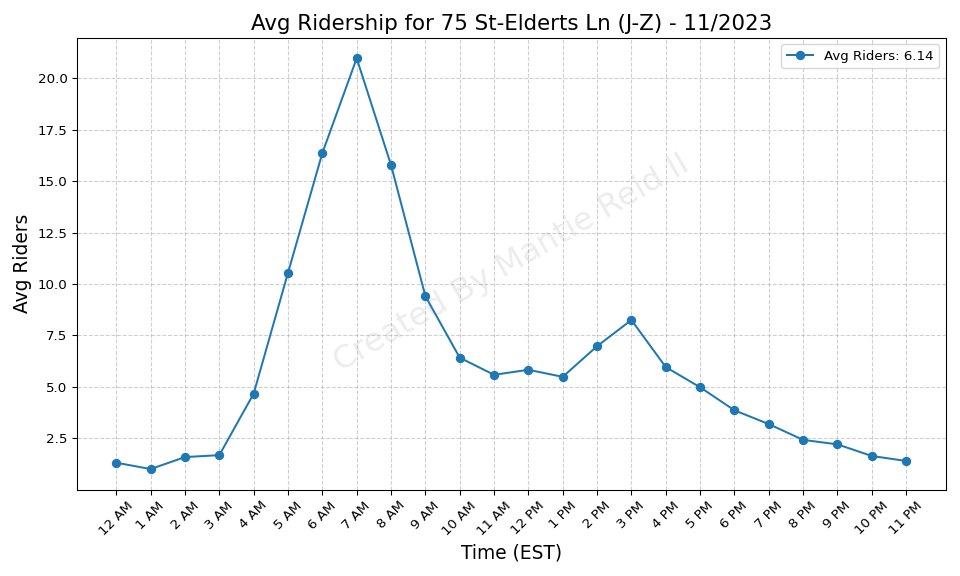 Avg Ridership for 75 St-Elderts Ln (J-Z) - 11/2023
Avg Riders: 6.14
Avg Riders
20.0
17.5
15.0
12.5
10.0
7.5
5.0
2.5
Created By Mantie Reid II
12 AM
1 AM
2 AM
3 AM
4 AM
5 AM
6 AM
7 AM
8 AM
9 AM
10 AM
11 AM
12 PM
1 PM
2 PM
3 PM
4 PM
5 PM
6 PM
7 PM
8 PM
9 PM
10 PM
11 PM
Time (EST)